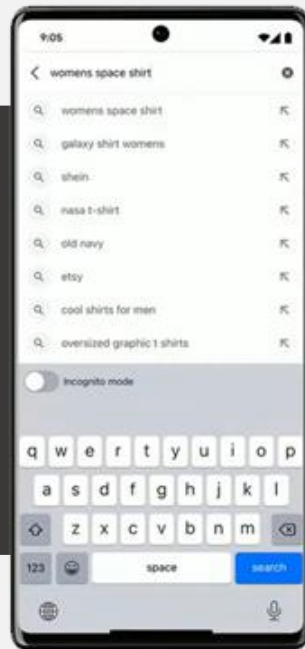 9:05
womens space shirt
womens space shirt
galaxy shirt womens
shein
nasa t-shirt
old navy
etsy
cool shirts for men
oversized graphic t shirts
Incognito mode
q w e r t y u i o p
a s d f g h j k l
z x c v b n m
123 space search